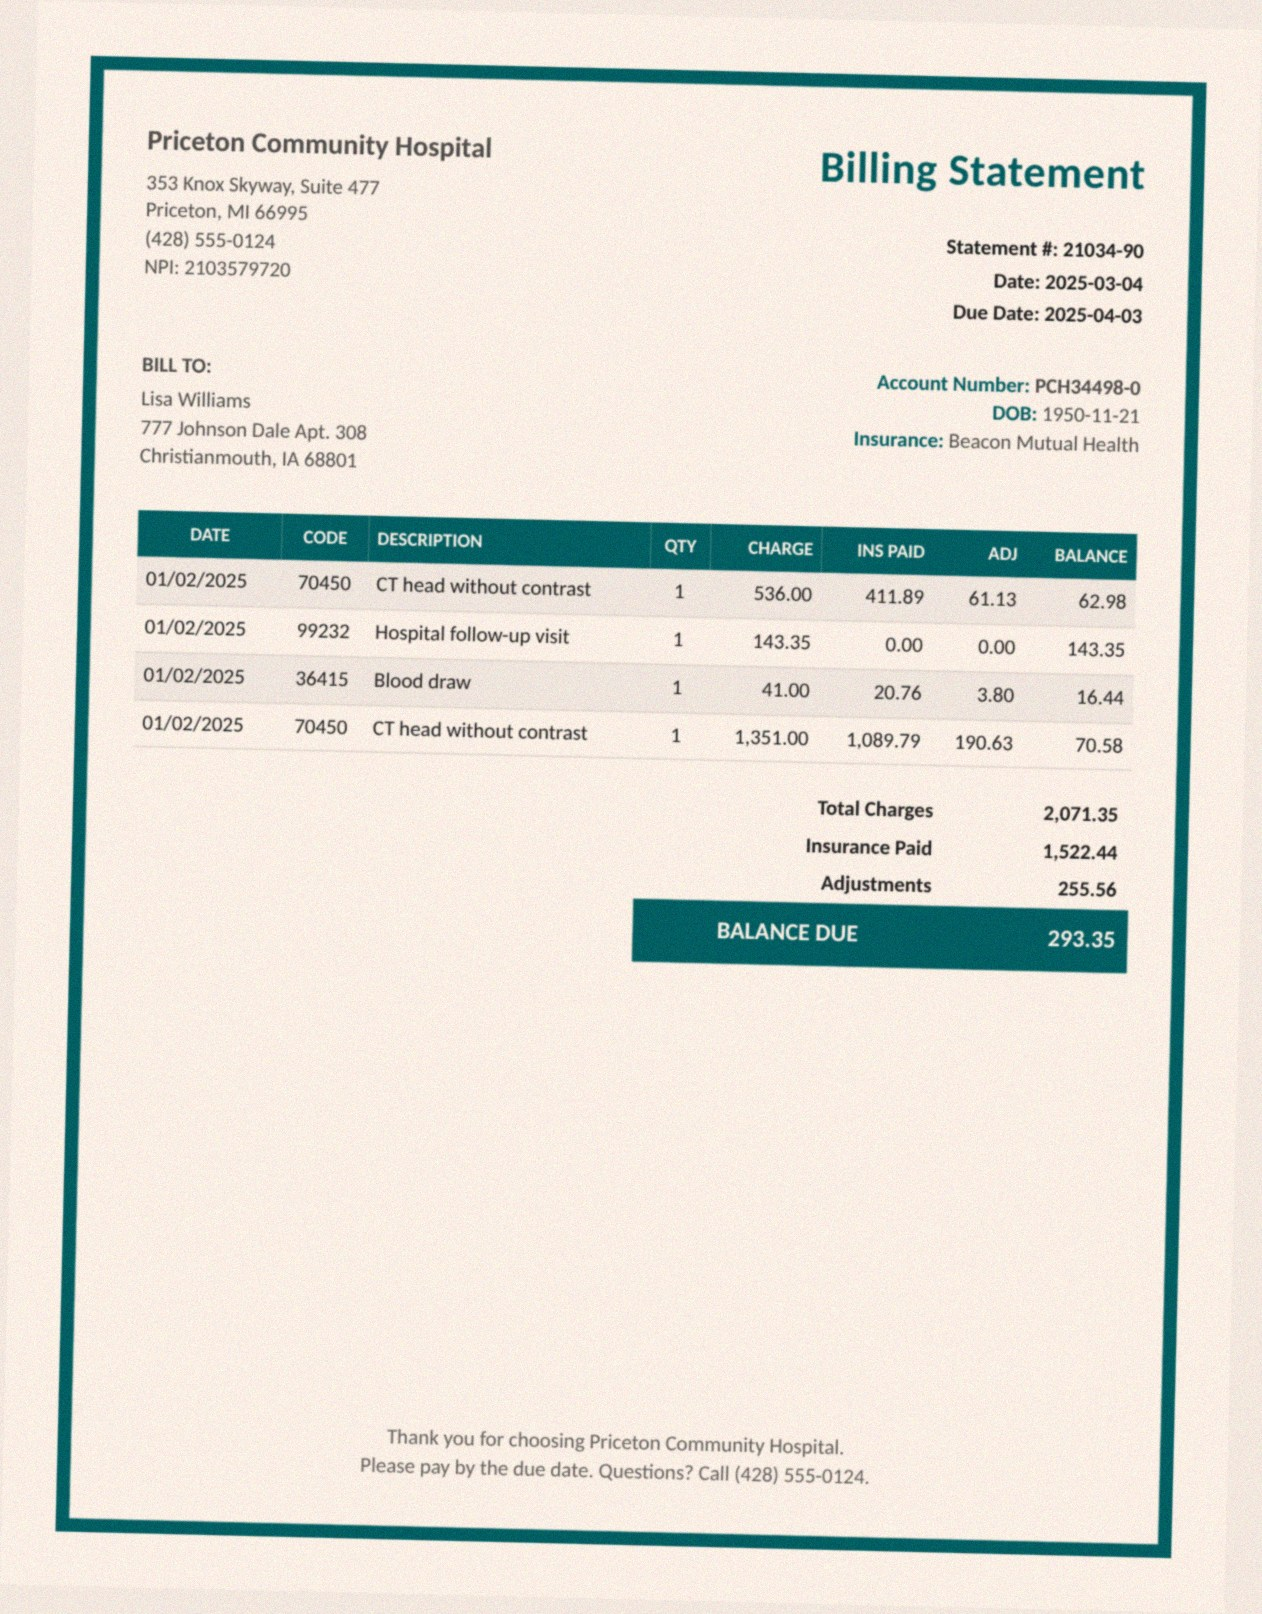 Priceton Community Hospital
353 Knox Skyway, Suite 477
Priceton, MI 66995
(428) 555-0124
NPI: 2103579720
Billing Statement
Statement #: 21034-90
Date: 2025-03-04
Due Date: 2025-04-03
BILL TO:
Lisa Williams
777 Johnson Dale Apt. 308
Christianmouth, IA 68801
Account Number: PCH34498-0
DOB: 1950-11-21
Insurance: Beacon Mutual Health
DATE CODE DESCRIPTION QTY CHARGE INS PAID ADJ BALANCE
01/02/2025 70450 CT head without contrast 1 536.00 411.89 61.13 62.98
01/02/2025 99232 Hospital follow-up visit 1 143.35 0.00 0.00 143.35
01/02/2025 36415 Blood draw 1 41.00 20.76 3.80 16.44
01/02/2025 70450 CT head without contrast 1 1,351.00 1,089.79 190.63 70.58
Total Charges 2,071.35
Insurance Paid 1,522.44
Adjustments 255.56
BALANCE DUE 293.35
Thank you for choosing Priceton Community Hospital.
Please pay by the due date. Questions? Call (428) 555-0124.